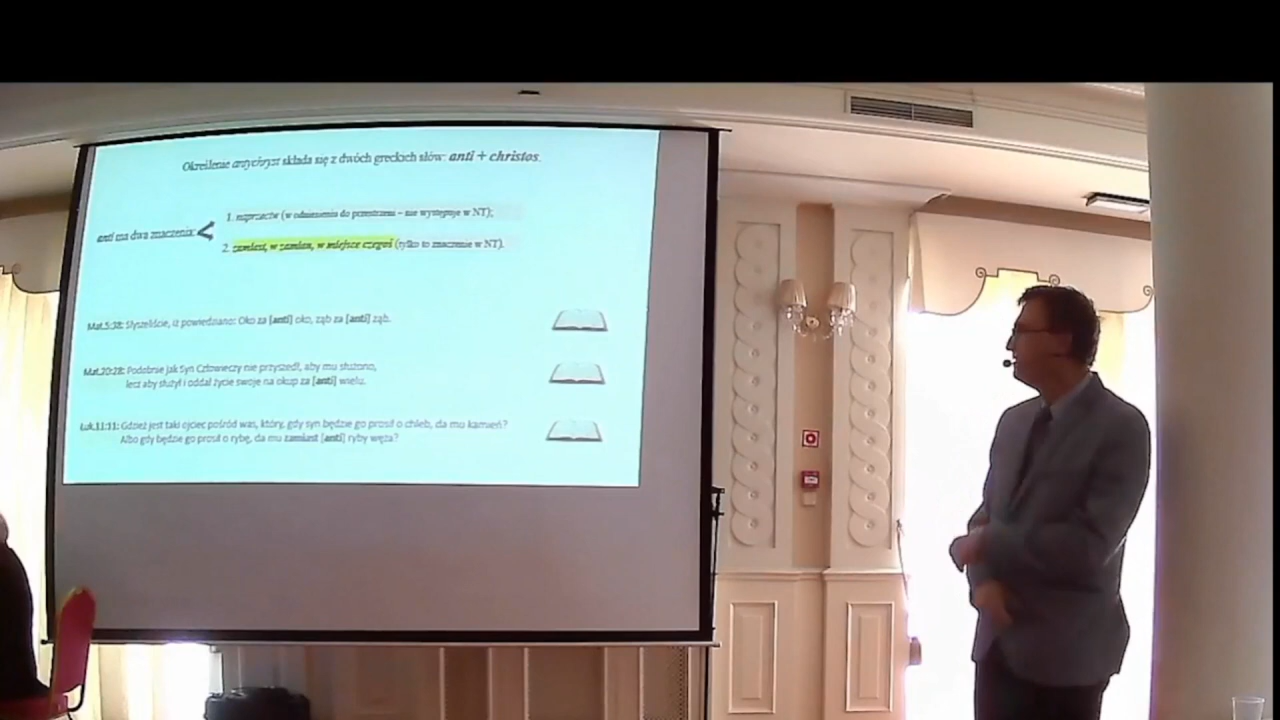 Określenie antychryst składa się z dwóch greckich słów: anti + christos.
1. naprzeciw (w odniesieniu do przestrzeni – nie występuje w NT);
anti ma dwa znaczenia: <
2. zamiast, w zamian, w miejsce czegoś (tylko to znaczenie w NT).
Mat.5:38: Słyszeliście, iż powiedziano: Oko za [anti] oko, ząb za [anti] ząb.
Mat.20:28: Podobnie jak Syn Człowieczy nie przyszedł, aby mu służono,
lecz aby służył i oddał życie swoje na okup za [anti] wielu.
Łuk.11:11: Gdzież jest taki ojciec pośród was, który, gdy syn będzie go prosił o chleb, da mu kamień?
Albo gdy będzie go prosił o rybę, da mu zamiast [anti] ryby węża?